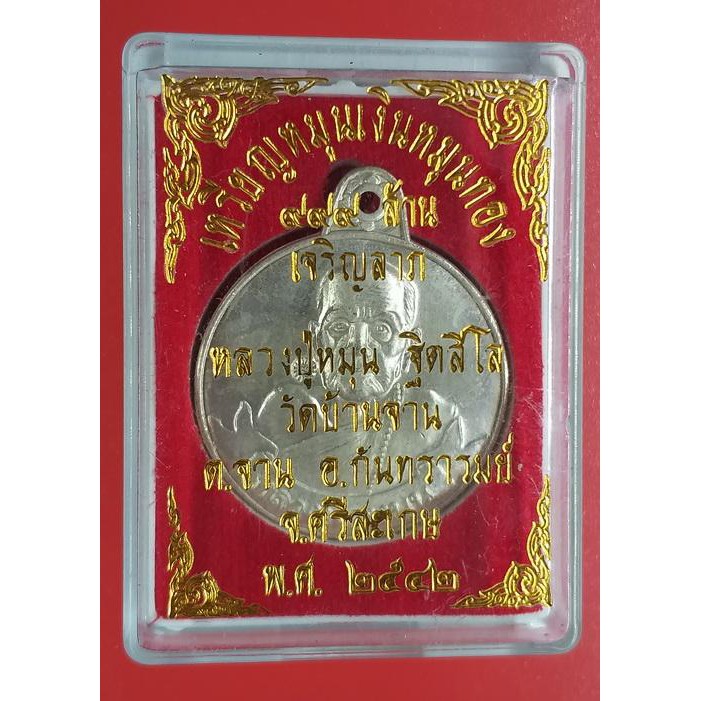 เหรียญหมุนเงินหมุนทอง
๙๙๙ ล้าน
เจริญลาภ
หลวงปู่หมุน ฐิตสีโล
วัดบ้านจาน
ต.จาน อ.กันทรารมย์
จ.ศรีสะเกษ
พ.ศ. ๒๕๔๒